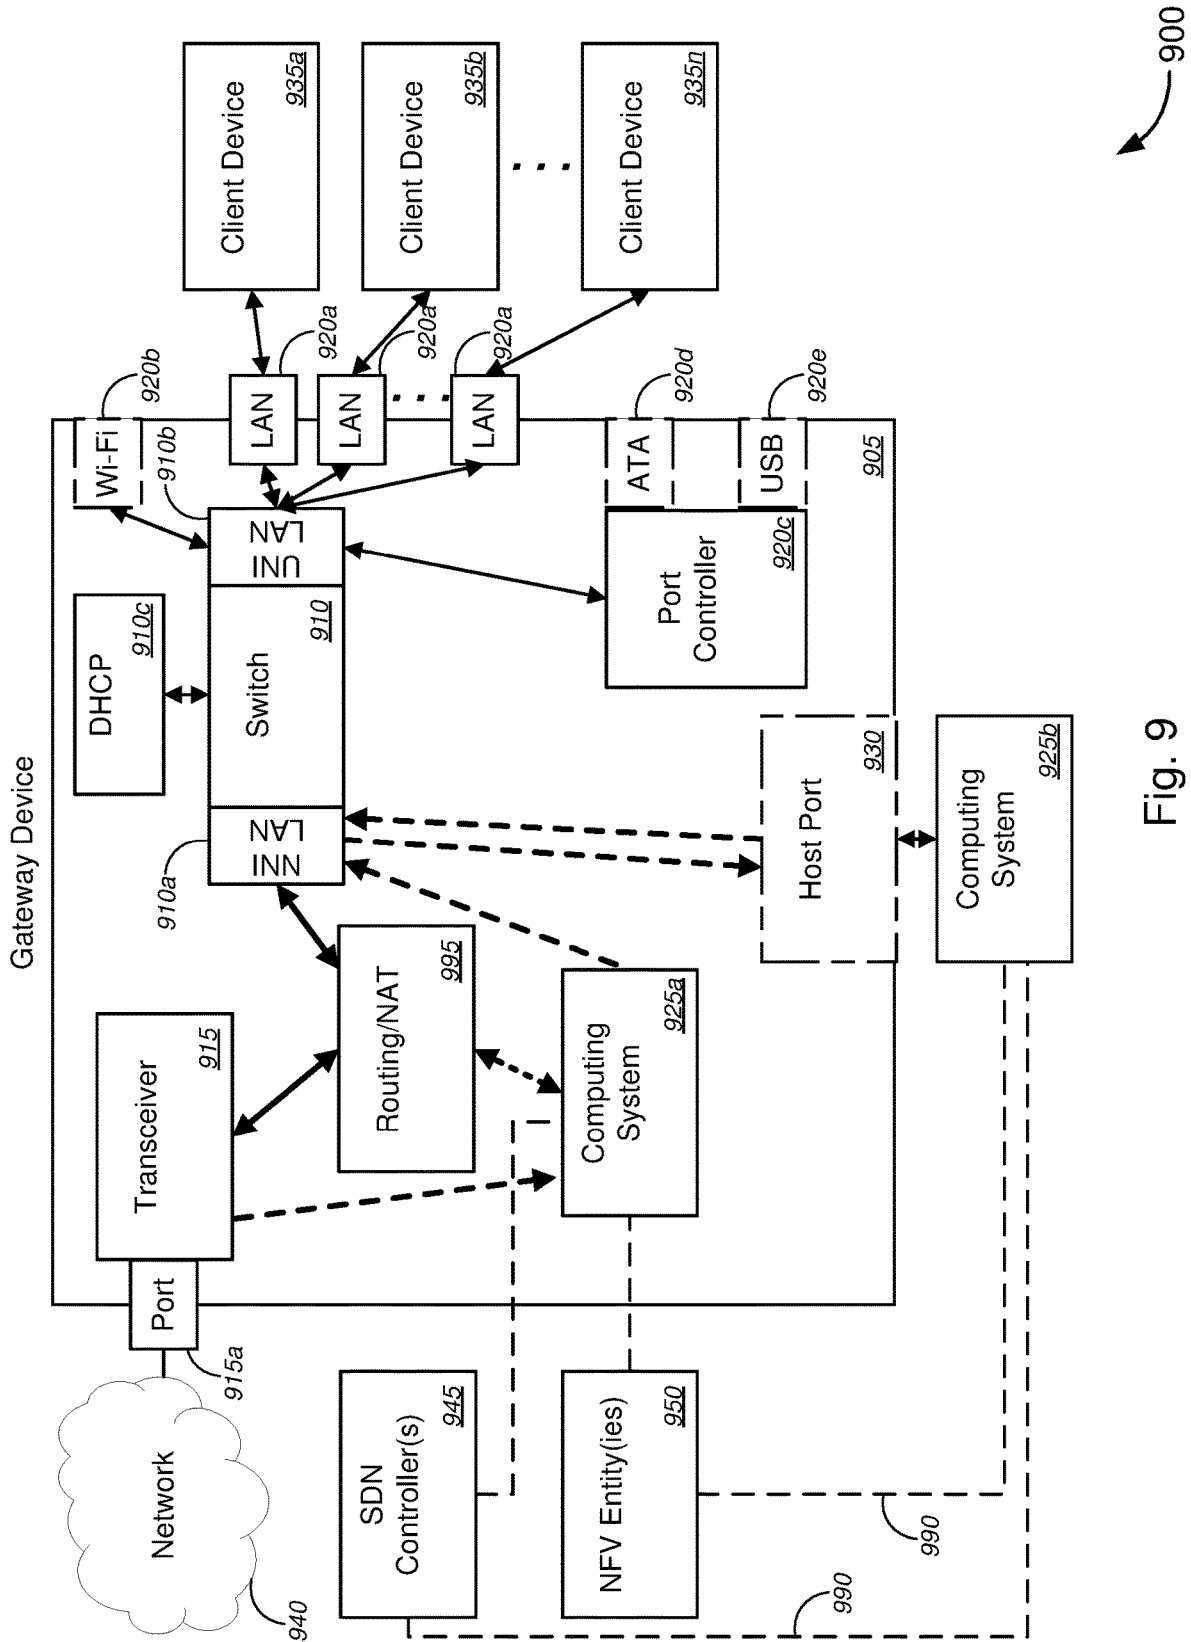 Gateway Device
Network
940
Port
915a
Transceiver
915
DHCP
910c
Wi-Fi
920b
910a
NNI
LAN
Switch
910
UNI
LAN
910b
LAN
920a
LAN
920a
LAN
920a
Client Device
935a
Client Device
935b
Client Device
935n
Routing/NAT
995
SDN
Controller(s)
945
NFV Entity(ies)
950
Computing
System
925a
Port
Controller
920c
ATA
920d
USB
920e
Host Port
930
905
Computing
System
925b
990
990
Fig. 9
900